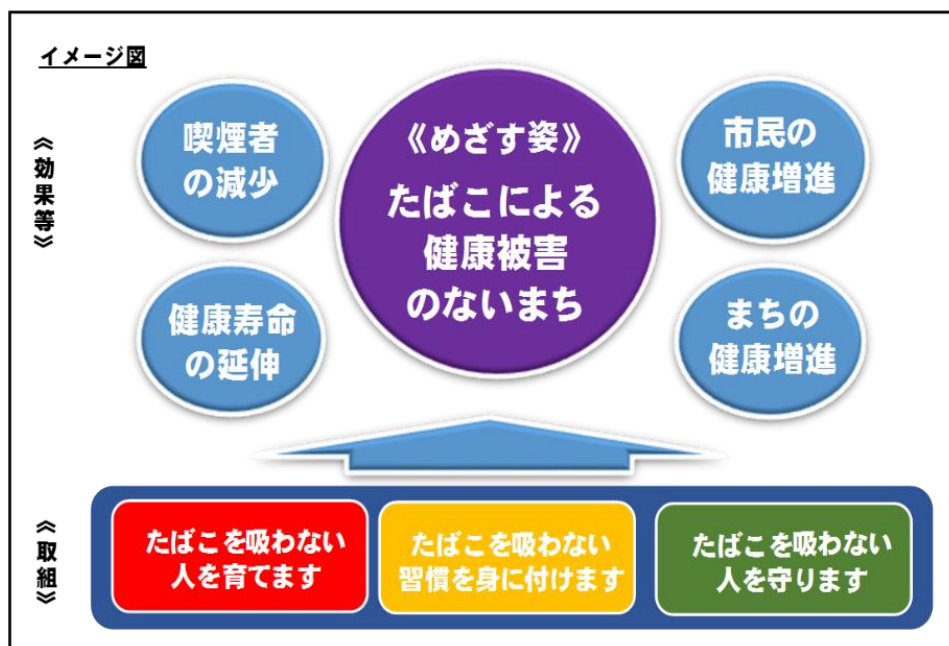 イメージ図
《効果等》
喫煙者
の減少
《めざす姿》
たばこによる
健康被害
のないまち
市民の
健康増進
健康寿命
の延伸
まちの
健康増進
《取組》
たばこを吸わない
人を育てます
たばこを吸わない
習慣を身に付けます
たばこを吸わない
人を守ります